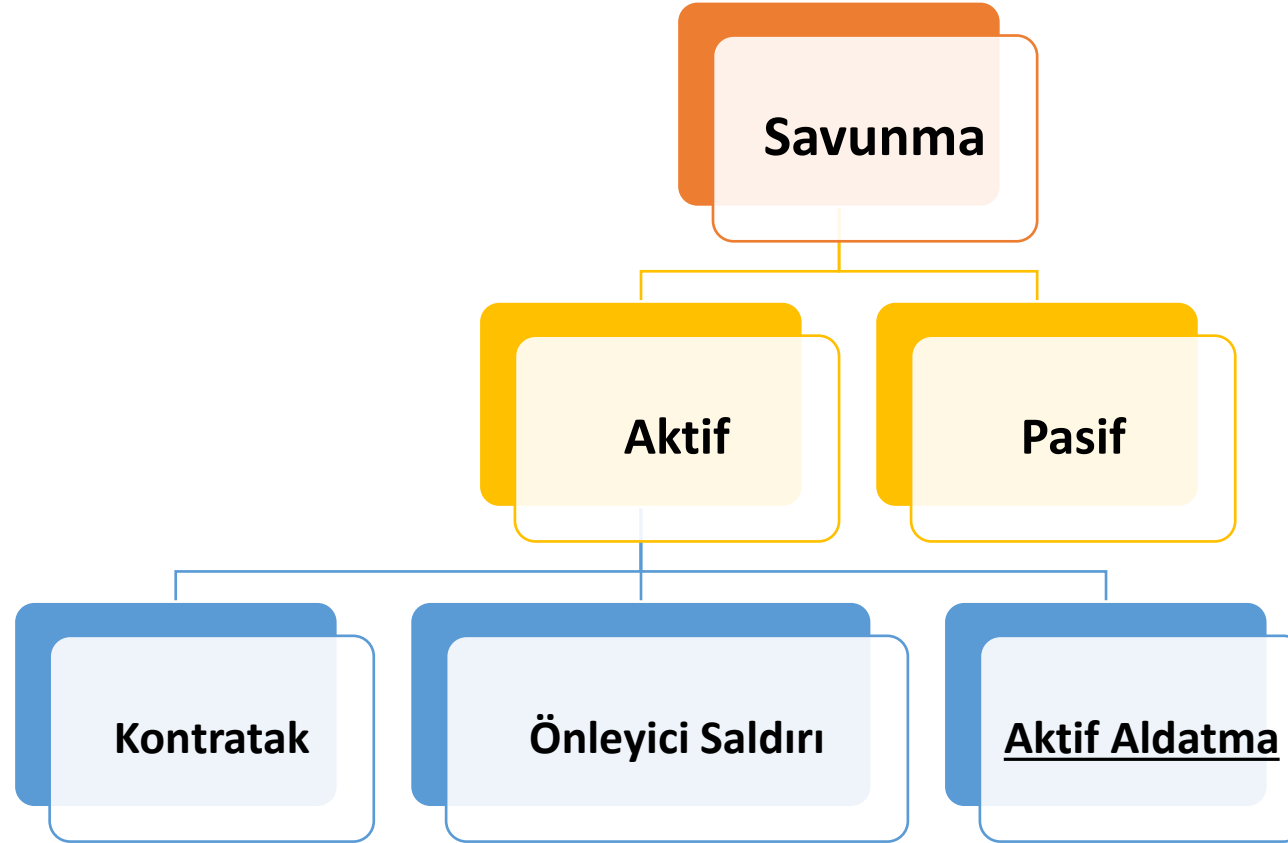 Savunma
Aktif
Pasif
Kontratak
Önleyici Saldırı
Aktif Aldatma